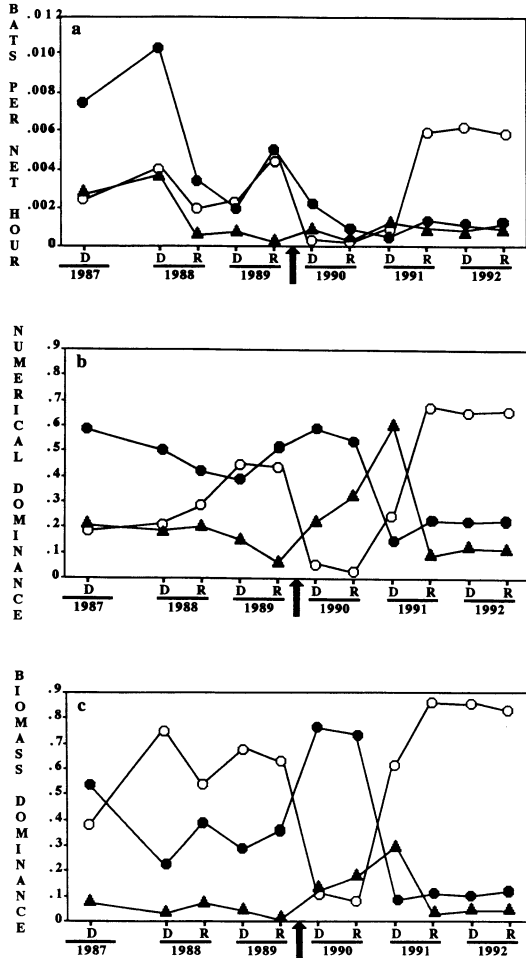 BATS PER NET HOUR
a
.012
.010
.008
.006
.004
.002
0
D D R D R D R D R D R
1987 1988 1989 1990 1991 1992
NUMERICAL DOMINANCE
b
.9
.8
.7
.6
.5
.4
.3
.2
.1
0
D D R D R D R D R D R
1987 1988 1989 1990 1991 1992
BIOMASS DOMINANCE
c
.9
.8
.7
.6
.5
.4
.3
.2
.1
0
D D R D R D R D R D R
1987 1988 1989 1990 1991 1992